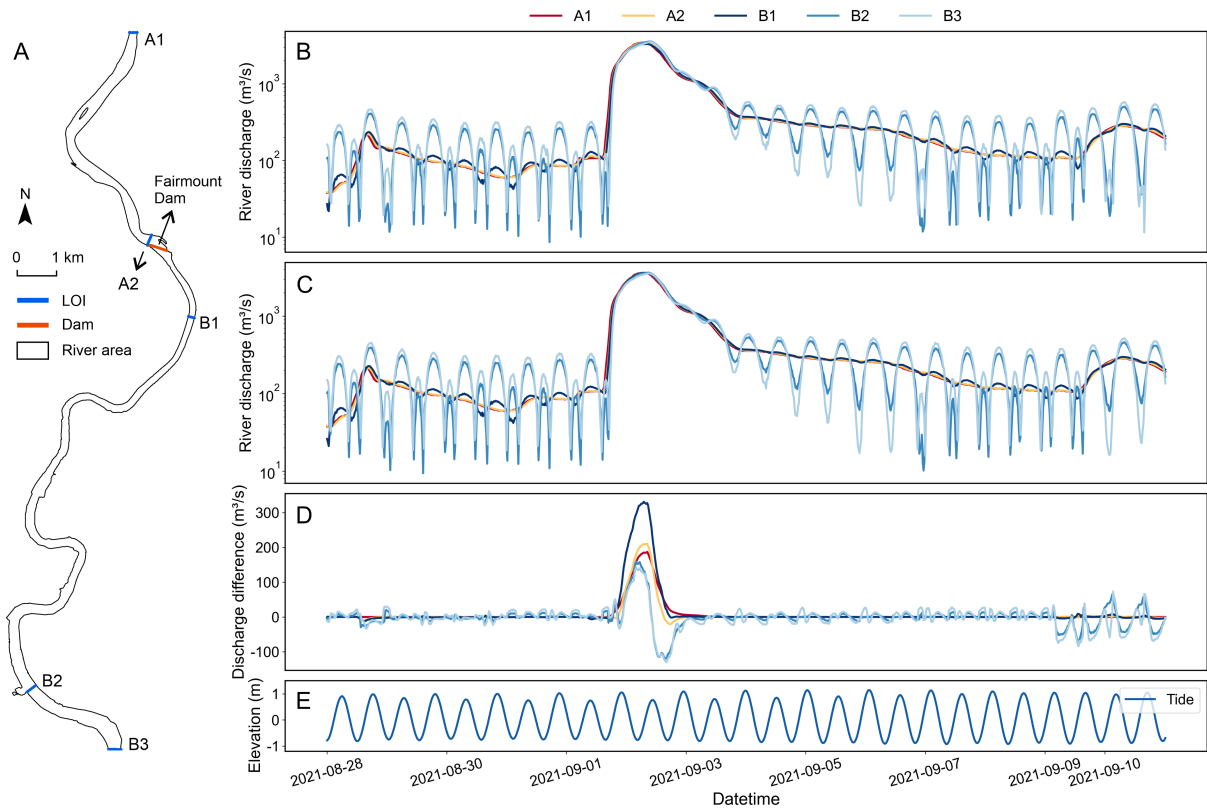 A1 A2 B1 B2 B3
A
A1
Fairmount
Dam
N
0 1 km
A2
LOI
Dam
River area
B1
B2
B3
B
River discharge (m³/s)
10³
10²
10¹
C
River discharge (m³/s)
10³
10²
10¹
D
Discharge difference (m³/s)
300
200
100
0
-100
E
Elevation (m)
1
0
-1
Tide
2021-08-28
2021-08-30
2021-09-01
2021-09-03
2021-09-05
2021-09-07
2021-09-09
2021-09-10
Datetime